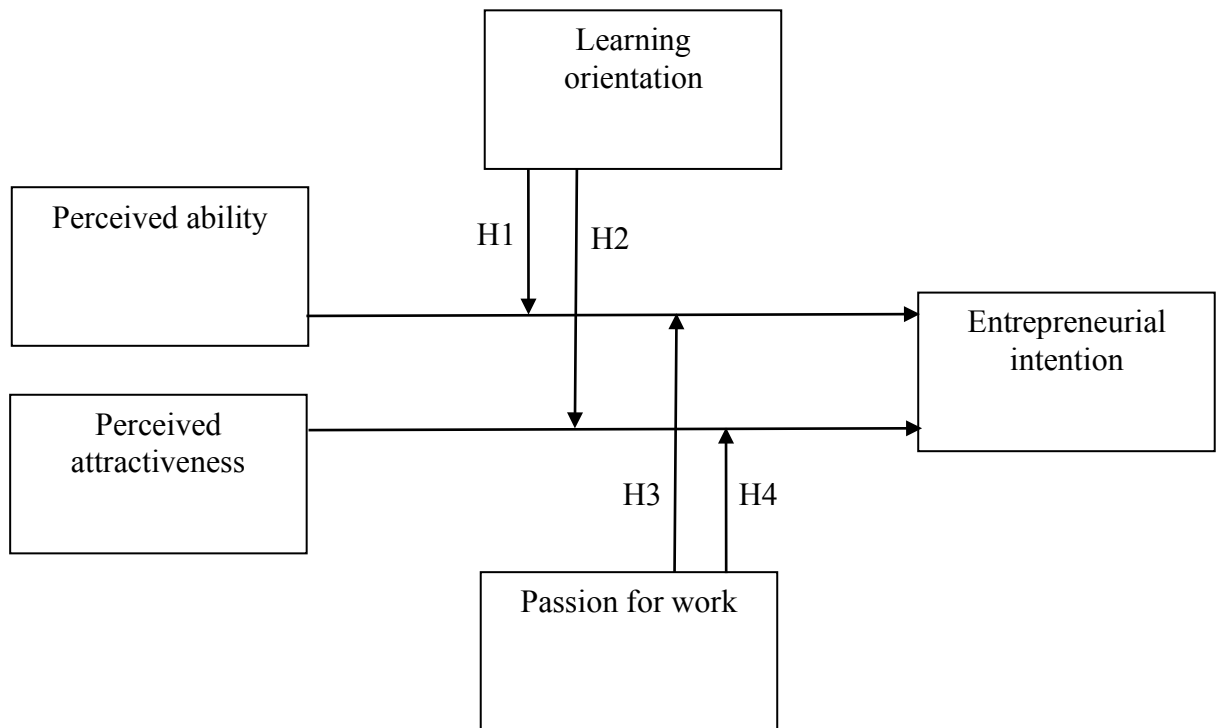 Learning
orientation
Perceived ability
H1
H2
Entrepreneurial
intention
Perceived
attractiveness
H3
H4
Passion for work